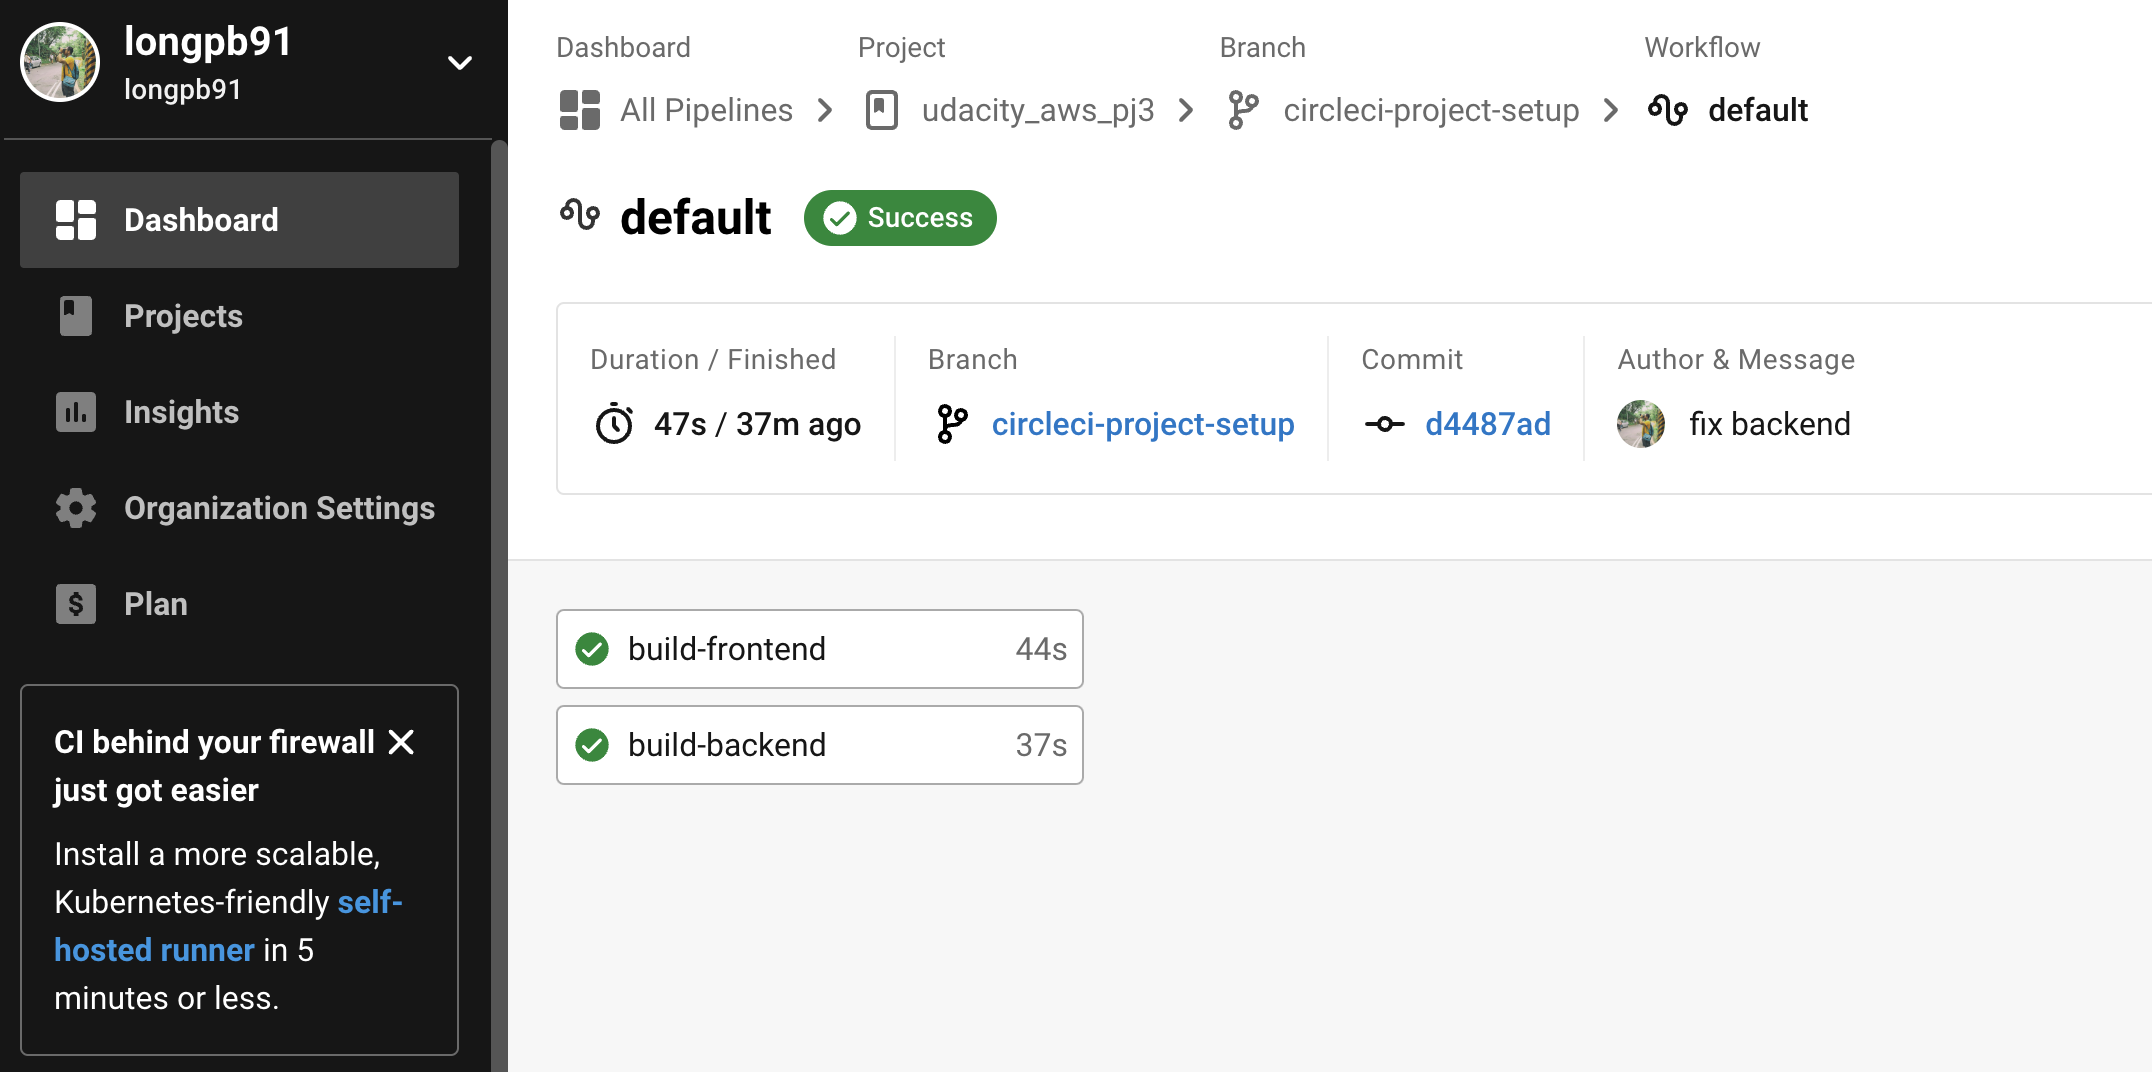 longpb91
longpb91
Dashboard
Projects
Insights
Organization Settings
Plan
CI behind your firewall
just got easier
Install a more scalable,
Kubernetes-friendly self-
hosted runner in 5
minutes or less.
Dashboard Project Branch Workflow
All Pipelines udacity_aws_pj3 circleci-project-setup default
default Success
Duration / Finished Branch Commit Author & Message
47s / 37m ago circleci-project-setup d4487ad fix backend
build-frontend 44s
build-backend 37s